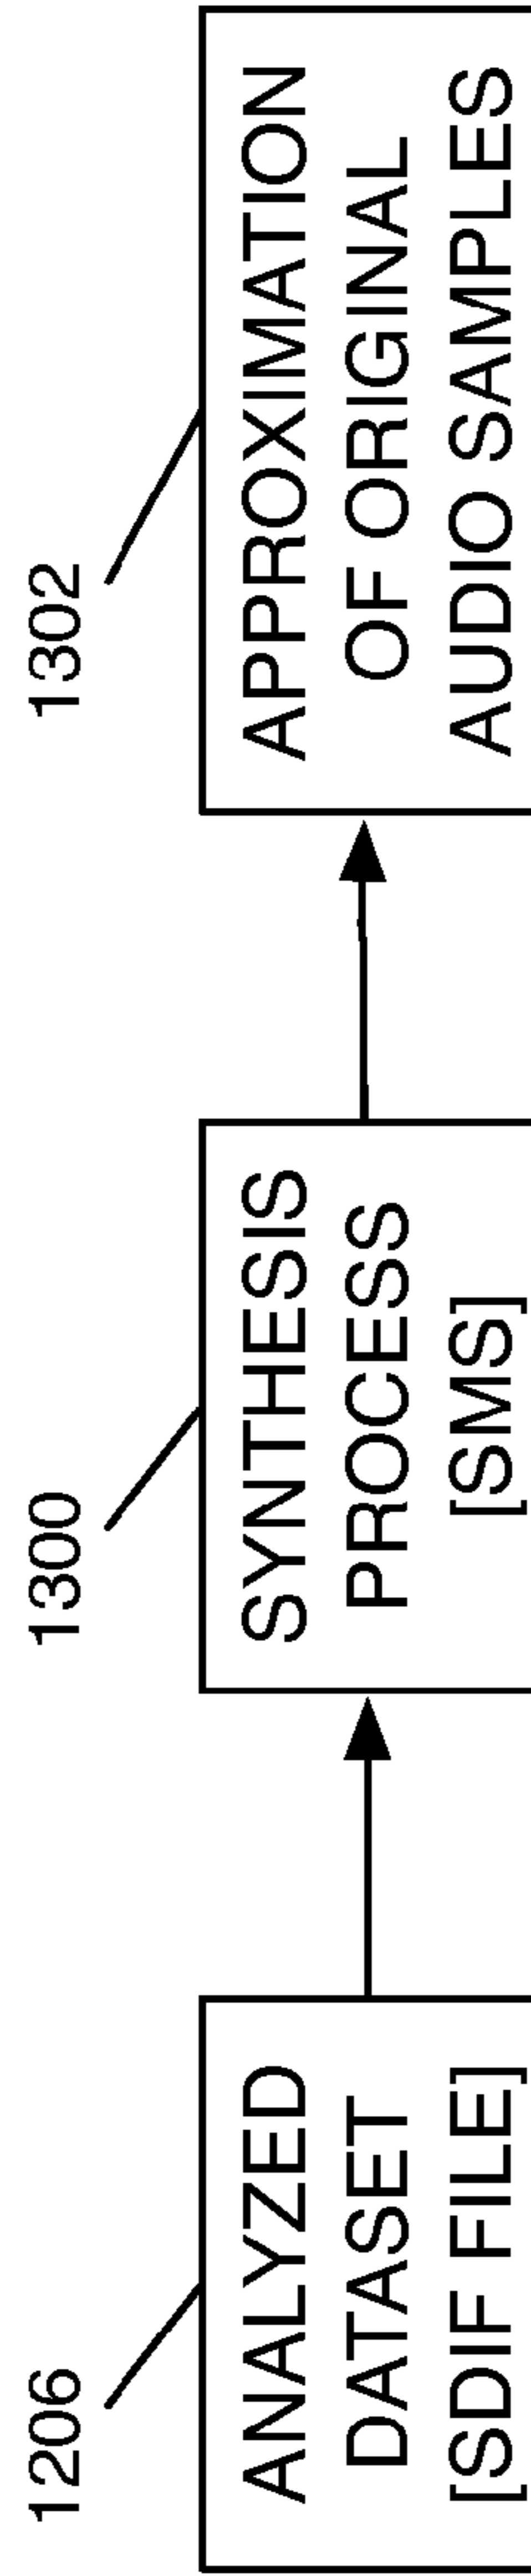 1206
ANALYZED
DATASET
[SDIF FILE]
1300
SYNTHESIS
PROCESS
[SMS]
1302
APPROXIMATION
OF ORIGINAL
AUDIO SAMPLES